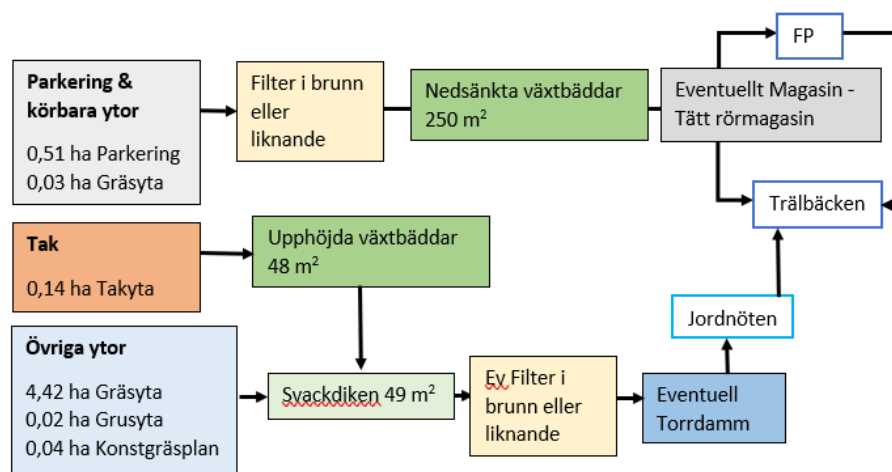 FP
Parkering &
körbara ytor
0,51 ha Parkering
0,03 ha Gräsyta
Filter i brunn
eller
liknande
Nedsänkta växtbäddar
250 m²
Eventuellt Magasin -
Tätt rörmagasin
Trälbäcken
Tak
0,14 ha Takyta
Upphöjda växtbäddar
48 m²
Jordnöten
Övriga ytor
4,42 ha Gräsyta
0,02 ha Grusyta
0,04 ha Konstgräsplan
Svackdiken 49 m²
Ev Filter i
brunn eller
liknande
Eventuell
Torrdamm